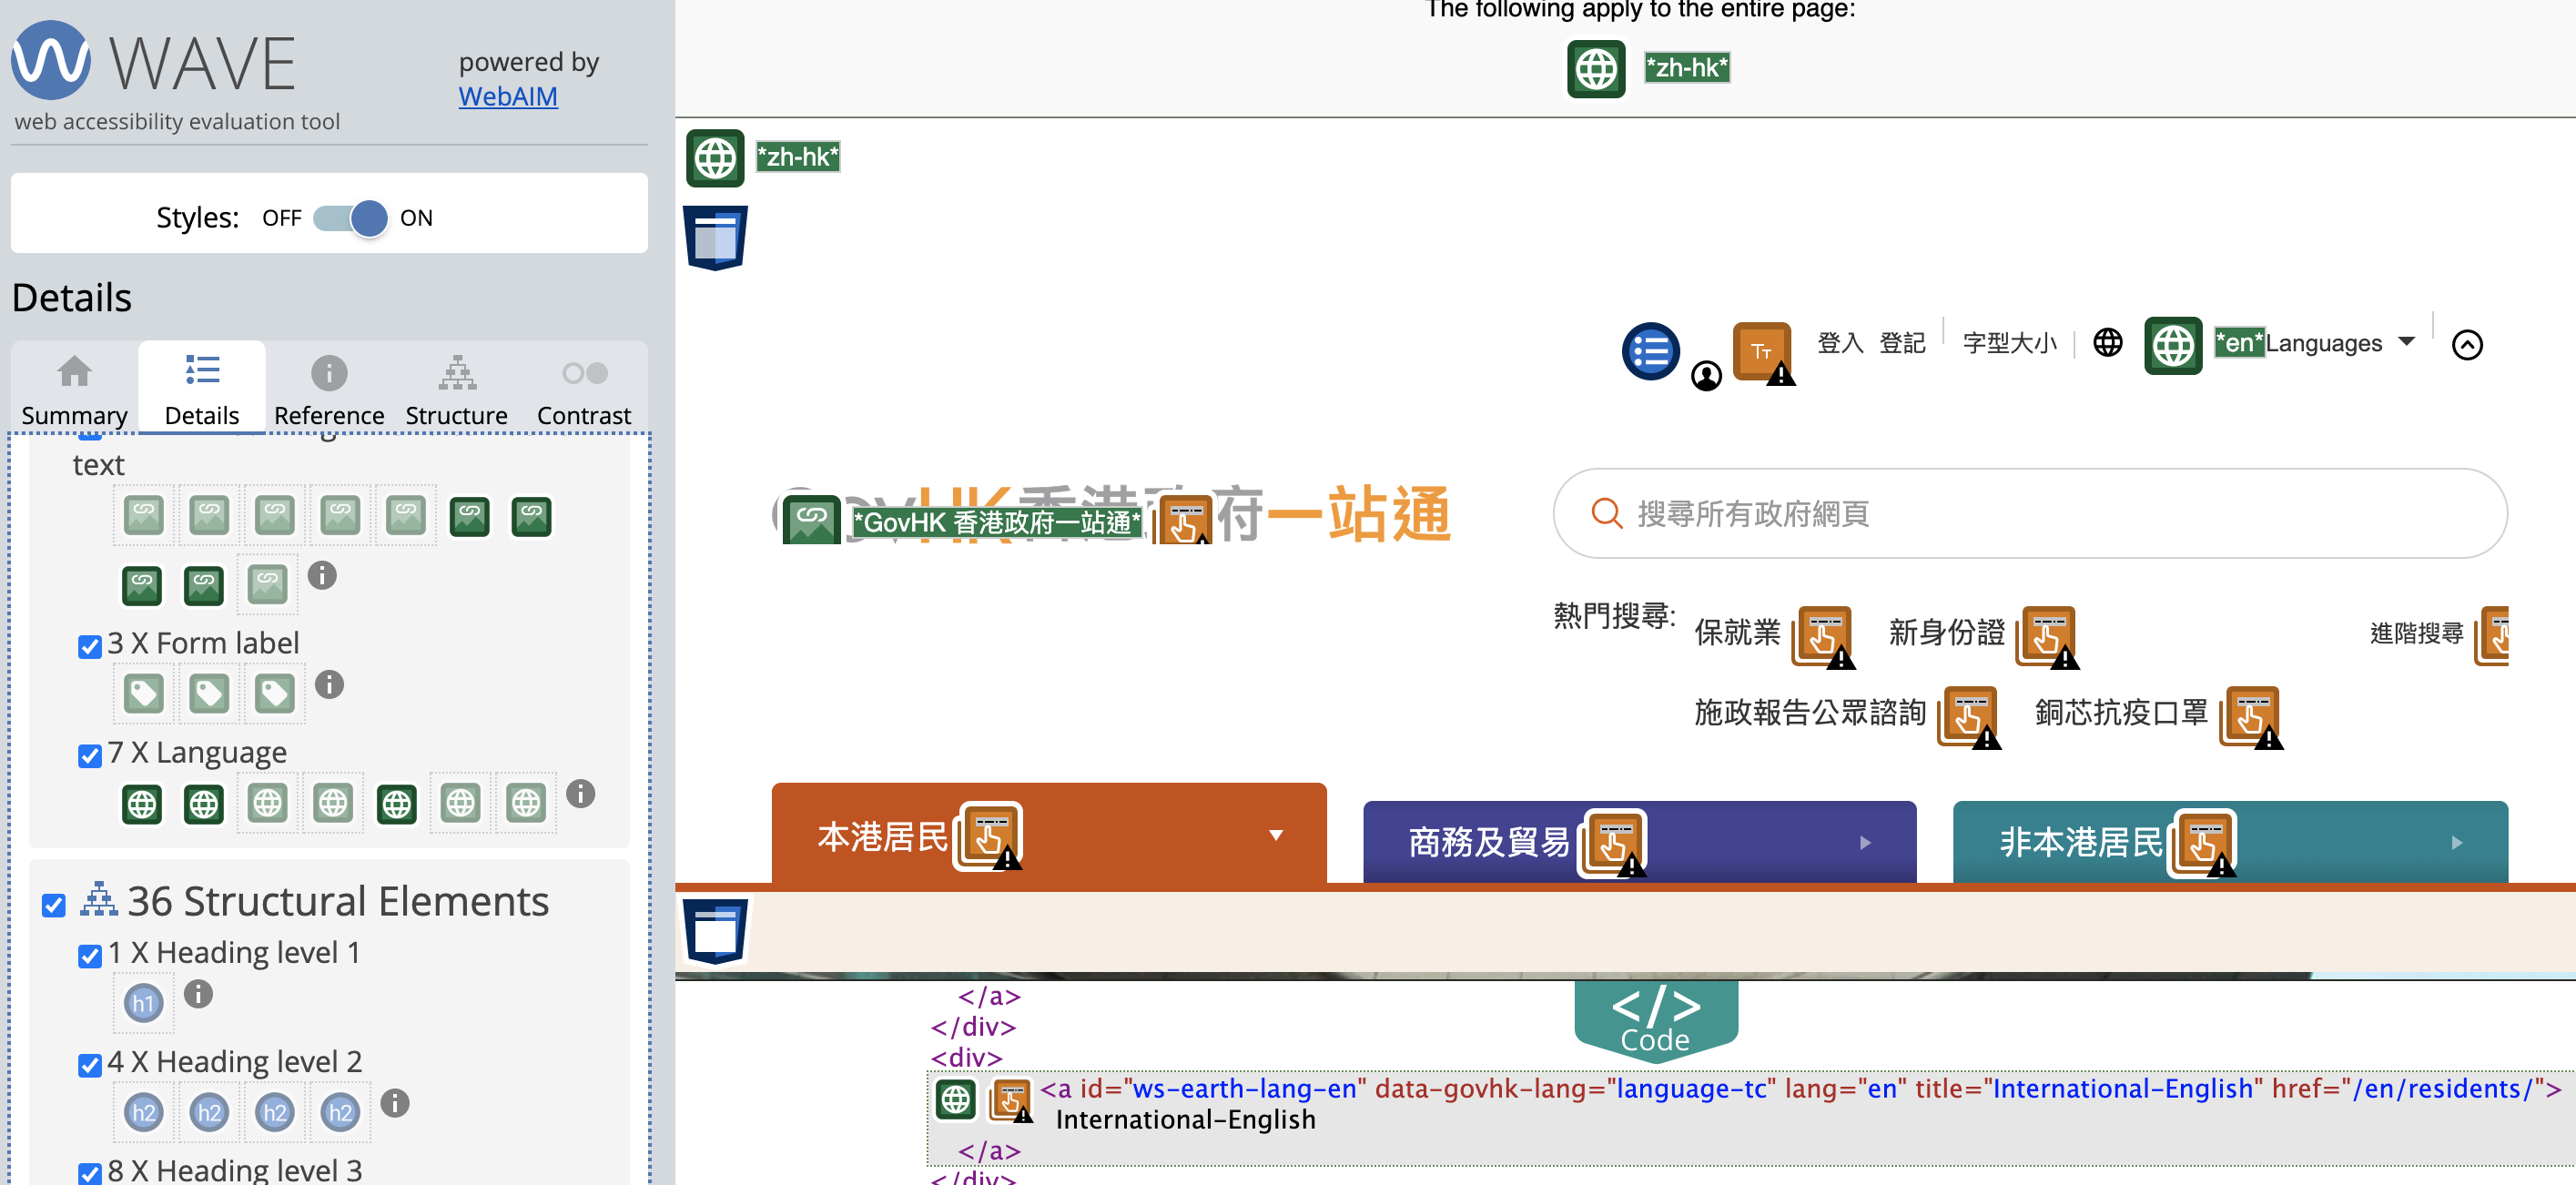 WAVE
web accessibility evaluation tool
powered by
WebAIM
Styles: OFF ON
Details
Summary
Details
Reference
Structure
Contrast
text
3 X Form label
7 X Language
36 Structural Elements
1 X Heading level 1
h1
4 X Heading level 2
h2 h2 h2 h2
8 X Heading level 3
The following apply to the entire page:
*zh-hk*
*zh-hk*
登入 登記 字型大小 *en*Languages
*GovHK 香港政府一站通*
府一站通
搜尋所有政府網頁
熱門搜尋: 保就業 新身份證 進階搜尋
施政報告公眾諮詢 銅芯抗疫口罩
本港居民 商務及貿易 非本港居民
</>
Code
</a>
</div>
<div>
<a id="ws-earth-lang-en" data-govhk-lang="language-tc" lang="en" title="International-English" href="/en/residents/">
International-English
</a>
</div>